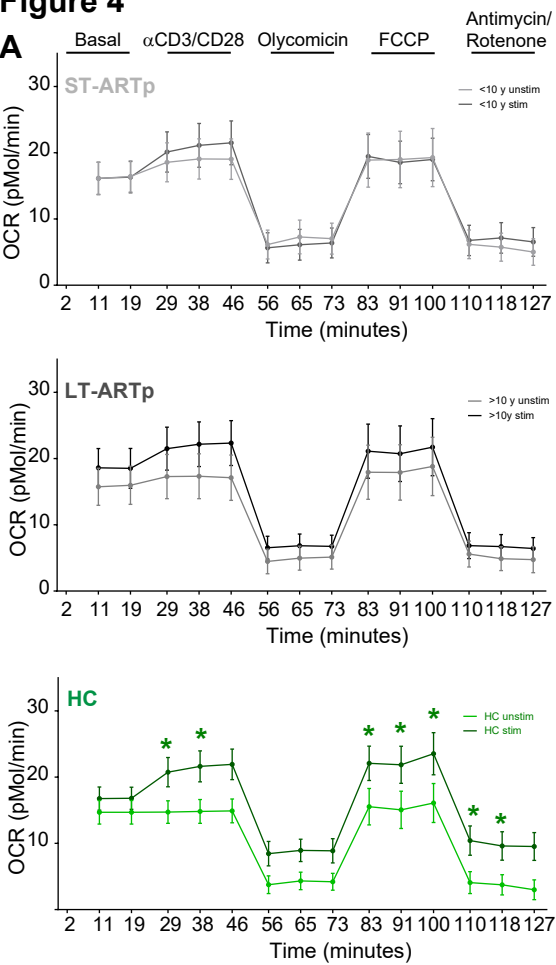 Figure 4
A
Basal αCD3/CD28 Olycomicin FCCP Antimycin/
Rotenone
ST-ARTp
<10 y unstim
<10 y stim
OCR (pMol/min)
30
20
10
0
2 11 19 29 38 46 56 65 73 83 91 100 110 118 127
Time (minutes)
LT-ARTp
>10 y unstim
>10y stim
OCR (pMol/min)
30
20
10
0
2 11 19 29 38 46 56 65 73 83 91 100 110 118 127
Time (minutes)
HC
HC unstim
HC stim
OCR (pMol/min)
30
20
10
* * * * * * *
2 11 19 29 38 46 56 65 73 83 91 100 110 118 127
Time (minutes)